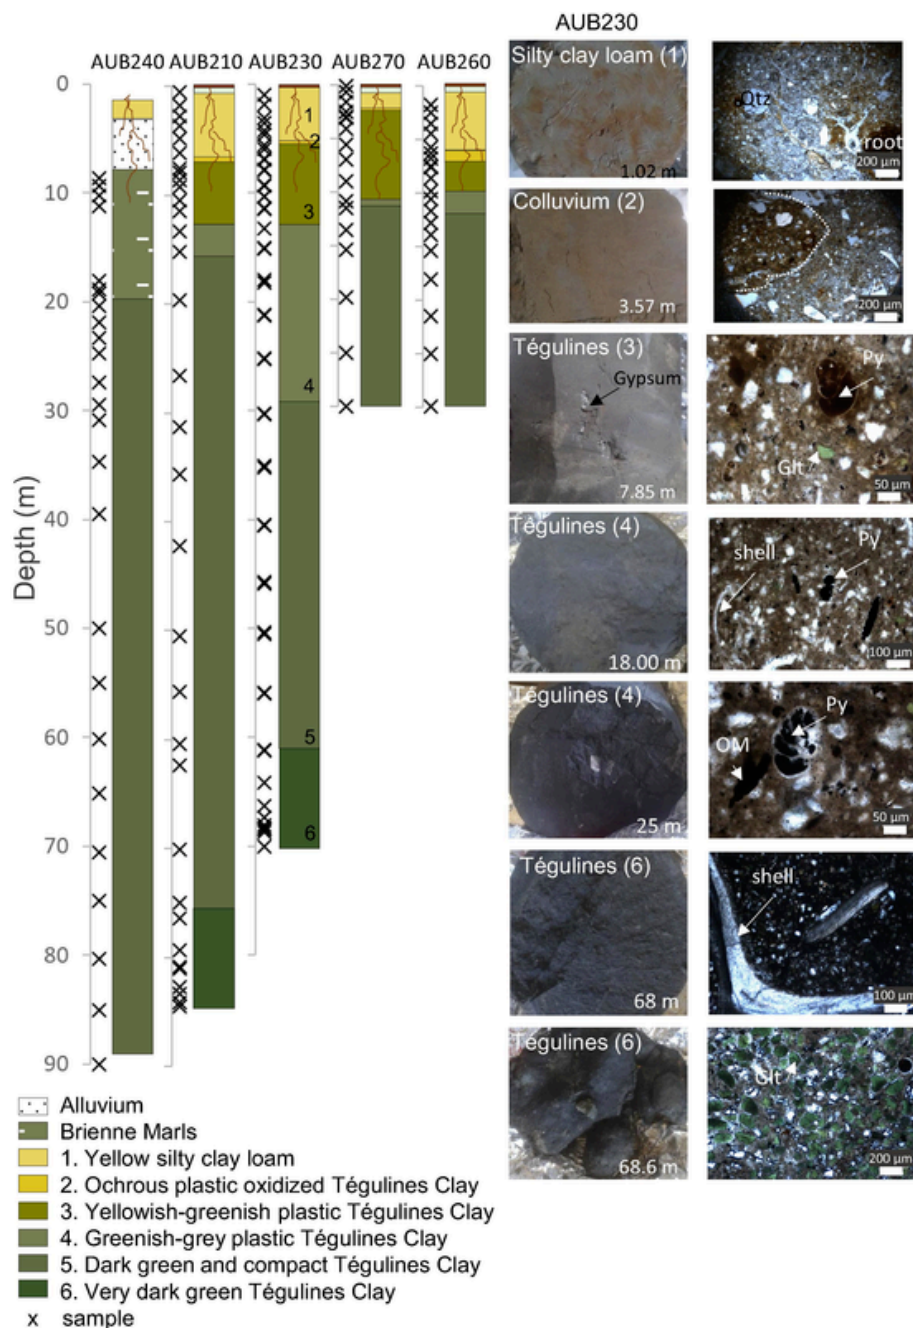 AUB230
AUB240 AUB210 AUB230 AUB270 AUB260
Depth (m)
0
10
20
30
40
50
60
70
80
90
1
2
3
4
5
6
Silty clay loam (1)
1.02 m
Qtz
root
200 µm
Colluvium (2)
3.57 m
200 µm
Tégulines (3)
Gypsum
7.85 m
Py
Glt
50 µm
Tégulines (4)
18.00 m
shell
Py
100 µm
Tégulines (4)
25 m
Py
OM
50 µm
Tégulines (6)
68 m
shell
100 µm
Tégulines (6)
68.6 m
Glt
200 µm
Alluvium
Brienne Marls
1. Yellow silty clay loam
2. Ochrous plastic oxidized Tégulines Clay
3. Yellowish-greenish plastic Tégulines Clay
4. Greenish-grey plastic Tégulines Clay
5. Dark green and compact Tégulines Clay
6. Very dark green Tégulines Clay
x sample